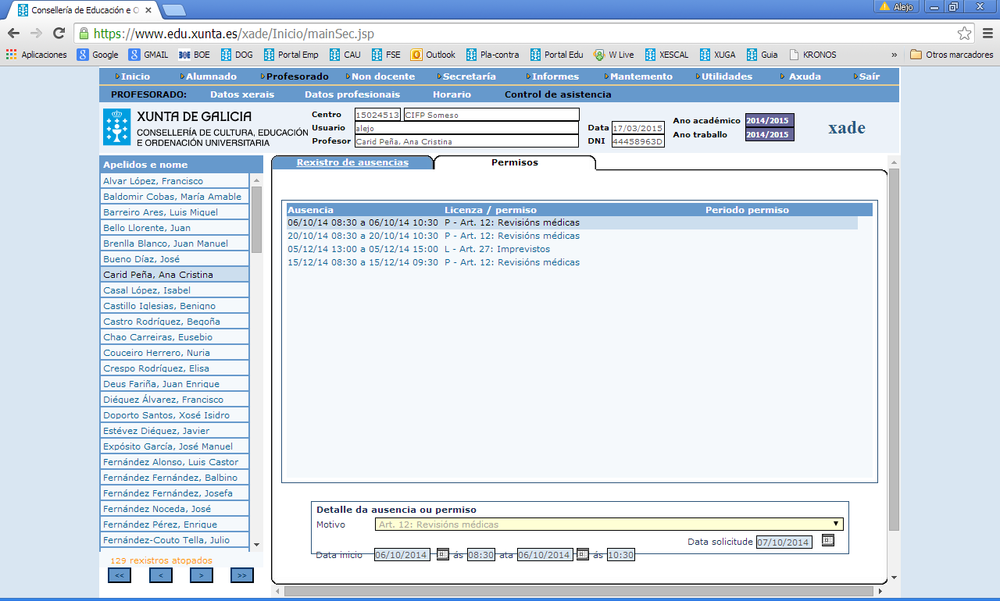 Consellería de Educación e O
Alejo
https://www.edu.xunta.es/xade/Inicio/mainSec.jsp
Aplicaciones Google GMAIL BOE DOG Portal Emp CAU FSE Outlook Pla-contra Portal Edu W Live XESCAL XUGA Guia KRONOS » Otros marcadores
Inicio Alumnado Profesorado Non docente Secretaría Informes Mantemento Utilidades Axuda Saír
PROFESORADO: Datos xerais Datos profesionais Horario Control de asistencia
XUNTA DE GALICIA
CONSELLERÍA DE CULTURA, EDUCACIÓN
E ORDENACIÓN UNIVERSITARIA
Centro 15024513 CIFP Someso
Usuario alejo
Profesor Carid Peña, Ana Cristina
Data 17/03/2015
DNI 44458963D
Ano académico 2014/2015
Ano traballo 2014/2015
xade
Apelidos e nome
Alvar López, Francisco
Baldomir Cobas, María Amable
Barreiro Ares, Luis Miguel
Bello Llorente, Juan
Brenlla Blanco, Juan Manuel
Bueno Díaz, José
Carid Peña, Ana Cristina
Casal López, Isabel
Castillo Iglesias, Benigno
Castro Rodríguez, Begoña
Chao Carreiras, Eusebio
Couceiro Herrero, Nuria
Crespo Rodríguez, Elisa
Deus Fariña, Juan Enrique
Diéguez Álvarez, Francisco
Doporto Santos, Xosé Isidro
Estévez Diéguez, Javier
Expósito García, José Manuel
Fernández Alonso, Luis Castor
Fernández Fernández, Balbino
Fernández Fernández, Josefa
Fernández Noceda, José
Fernández Pérez, Enrique
Fernández-Couto Tella, Julio
129 rexistros atopados
<< < > >>
Rexistro de ausencias Permisos
Ausencia Licenza / permiso Periodo permiso
06/10/14 08:30 a 06/10/14 10:30 P - Art. 12: Revisións médicas
20/10/14 08:30 a 20/10/14 10:30 P - Art. 12: Revisións médicas
05/12/14 13:00 a 05/12/14 15:00 L - Art. 27: Imprevistos
15/12/14 08:30 a 15/12/14 09:30 P - Art. 12: Revisións médicas
Detalle da ausencia ou permiso
Motivo Art. 12: Revisións médicas
Data solicitude 07/10/2014
Data inicio 06/10/2014 ás 08:30 ata 06/10/2014 ás 10:30